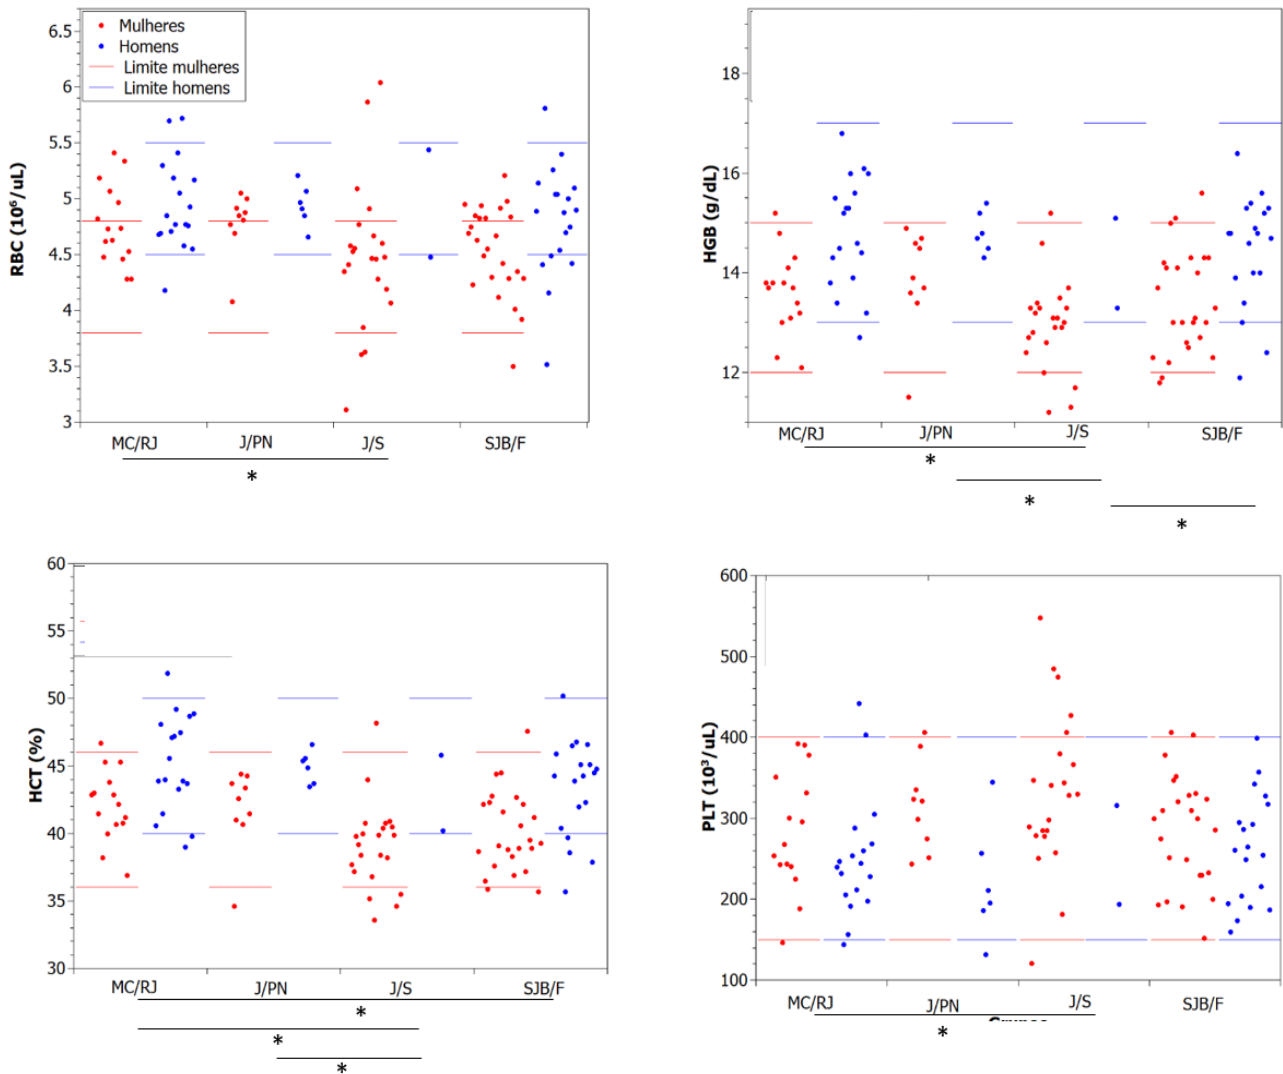 6.5
6
5.5
5
4.5
4
3.5
3
RBC (10⁶/uL)
Mulheres
Homens
Limite mulheres
Limite homens
MC/RJ J/PN J/S SJB/F
*
18
16
14
12
HGB (g/dL)
MC/RJ J/PN J/S SJB/F
*
*
*
60
55
50
45
40
35
30
HCT (%)
MC/RJ J/PN J/S SJB/F
*
*
*
600
500
400
300
200
100
PLT (10³/uL)
MC/RJ J/PN J/S SJB/F
*